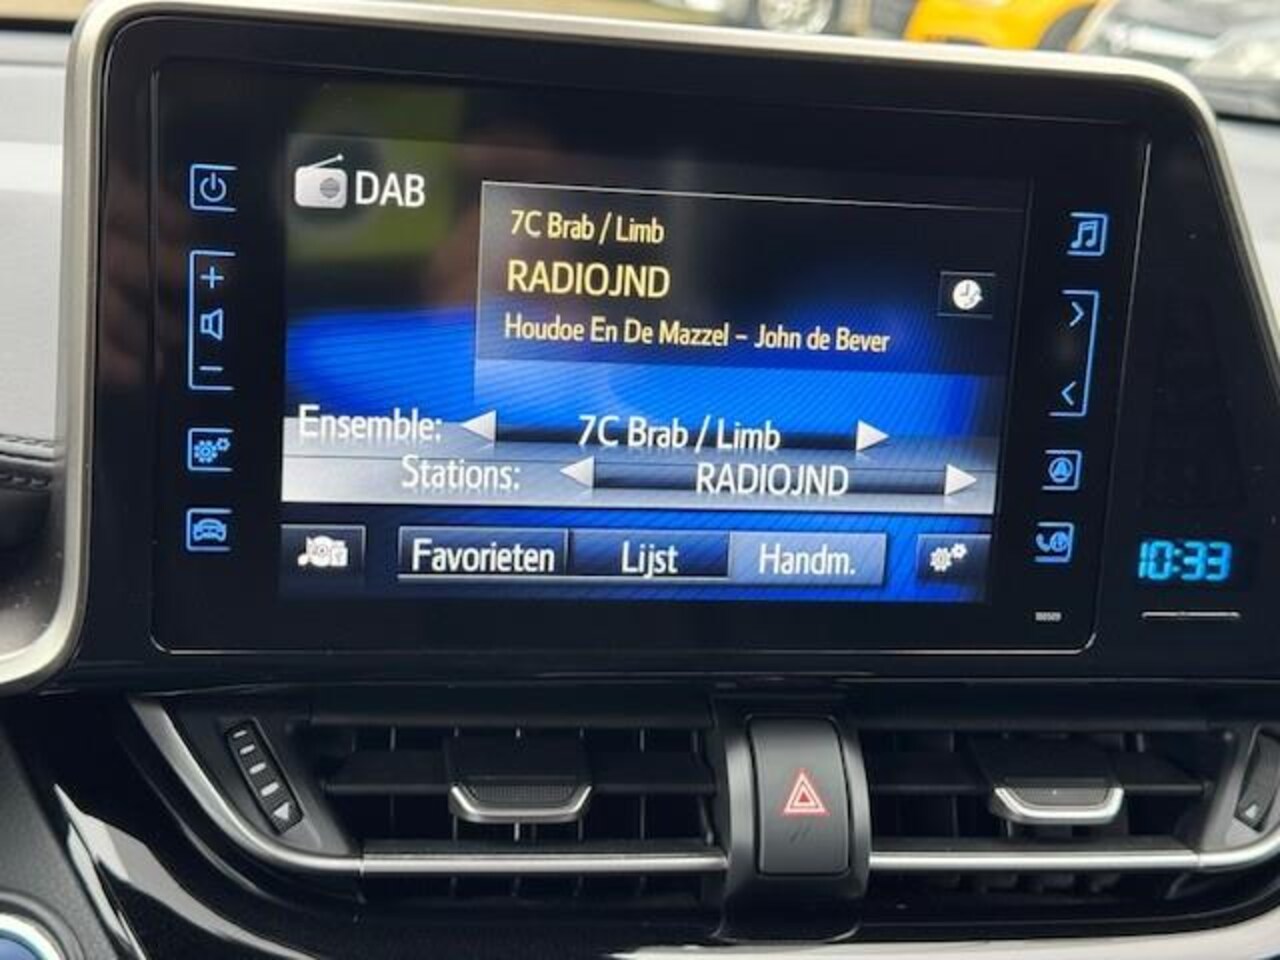 DAB
7C Brab / Limb
RADIOJND
Houdoe En De Mazzel – John de Bever
Ensemble: 7C Brab / Limb
Stations: RADIOJND
Favorieten Lijst Handm.
10:33